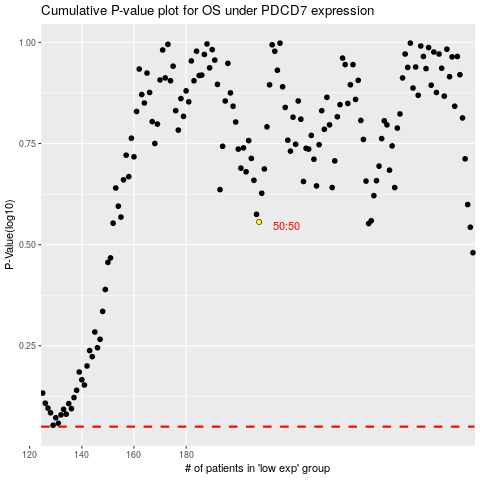 Cumulative P-value plot for OS under PDCD7 expression
P-Value(log10)
1.00
0.75
0.50
0.25
50:50
120 140 160 180
# of patients in 'low exp' group